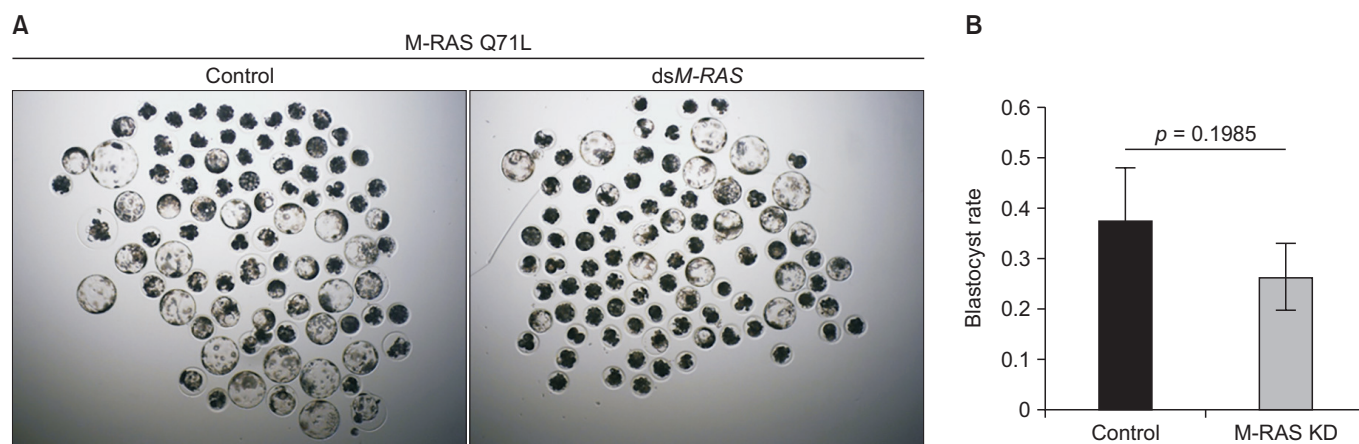 A
M-RAS Q71L
Control
dsM-RAS
B
0.6
0.5
0.4
0.3
0.2
0.1
0
Blastocyst rate
p = 0.1985
Control
M-RAS KD